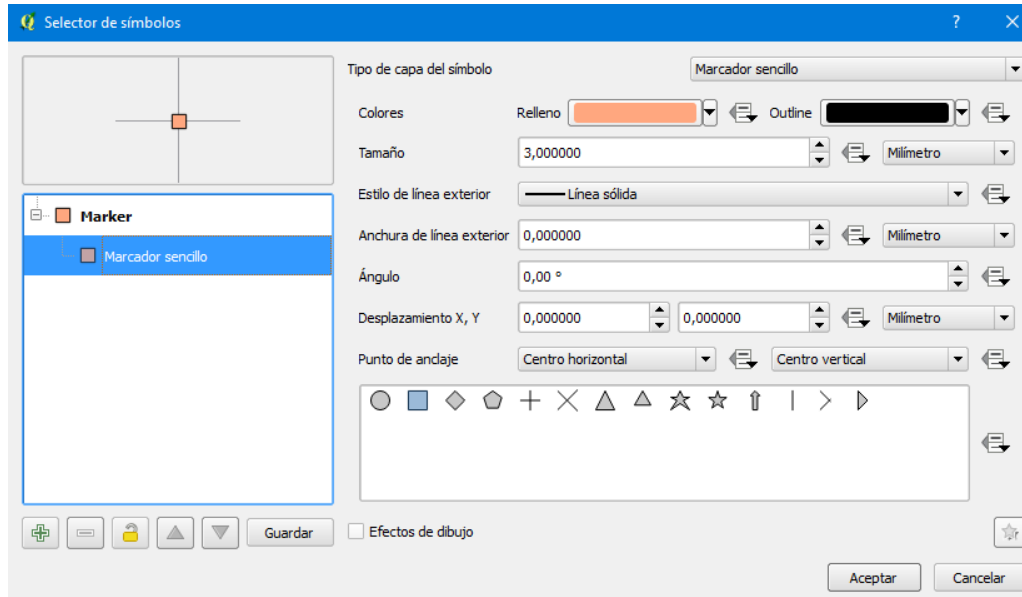 Selector de símbolos ?
Tipo de capa del símbolo Marcador sencillo
Colores Relleno Outline
Tamaño 3,000000 Milímetro
Estilo de línea exterior Línea sólida
Marker
Anchura de línea exterior 0,000000 Milímetro
Marcador sencillo
Ángulo 0,00 °
Desplazamiento X, Y 0,000000 0,000000 Milímetro
Punto de anclaje Centro horizontal Centro vertical
Guardar Efectos de dibujo
Aceptar Cancelar